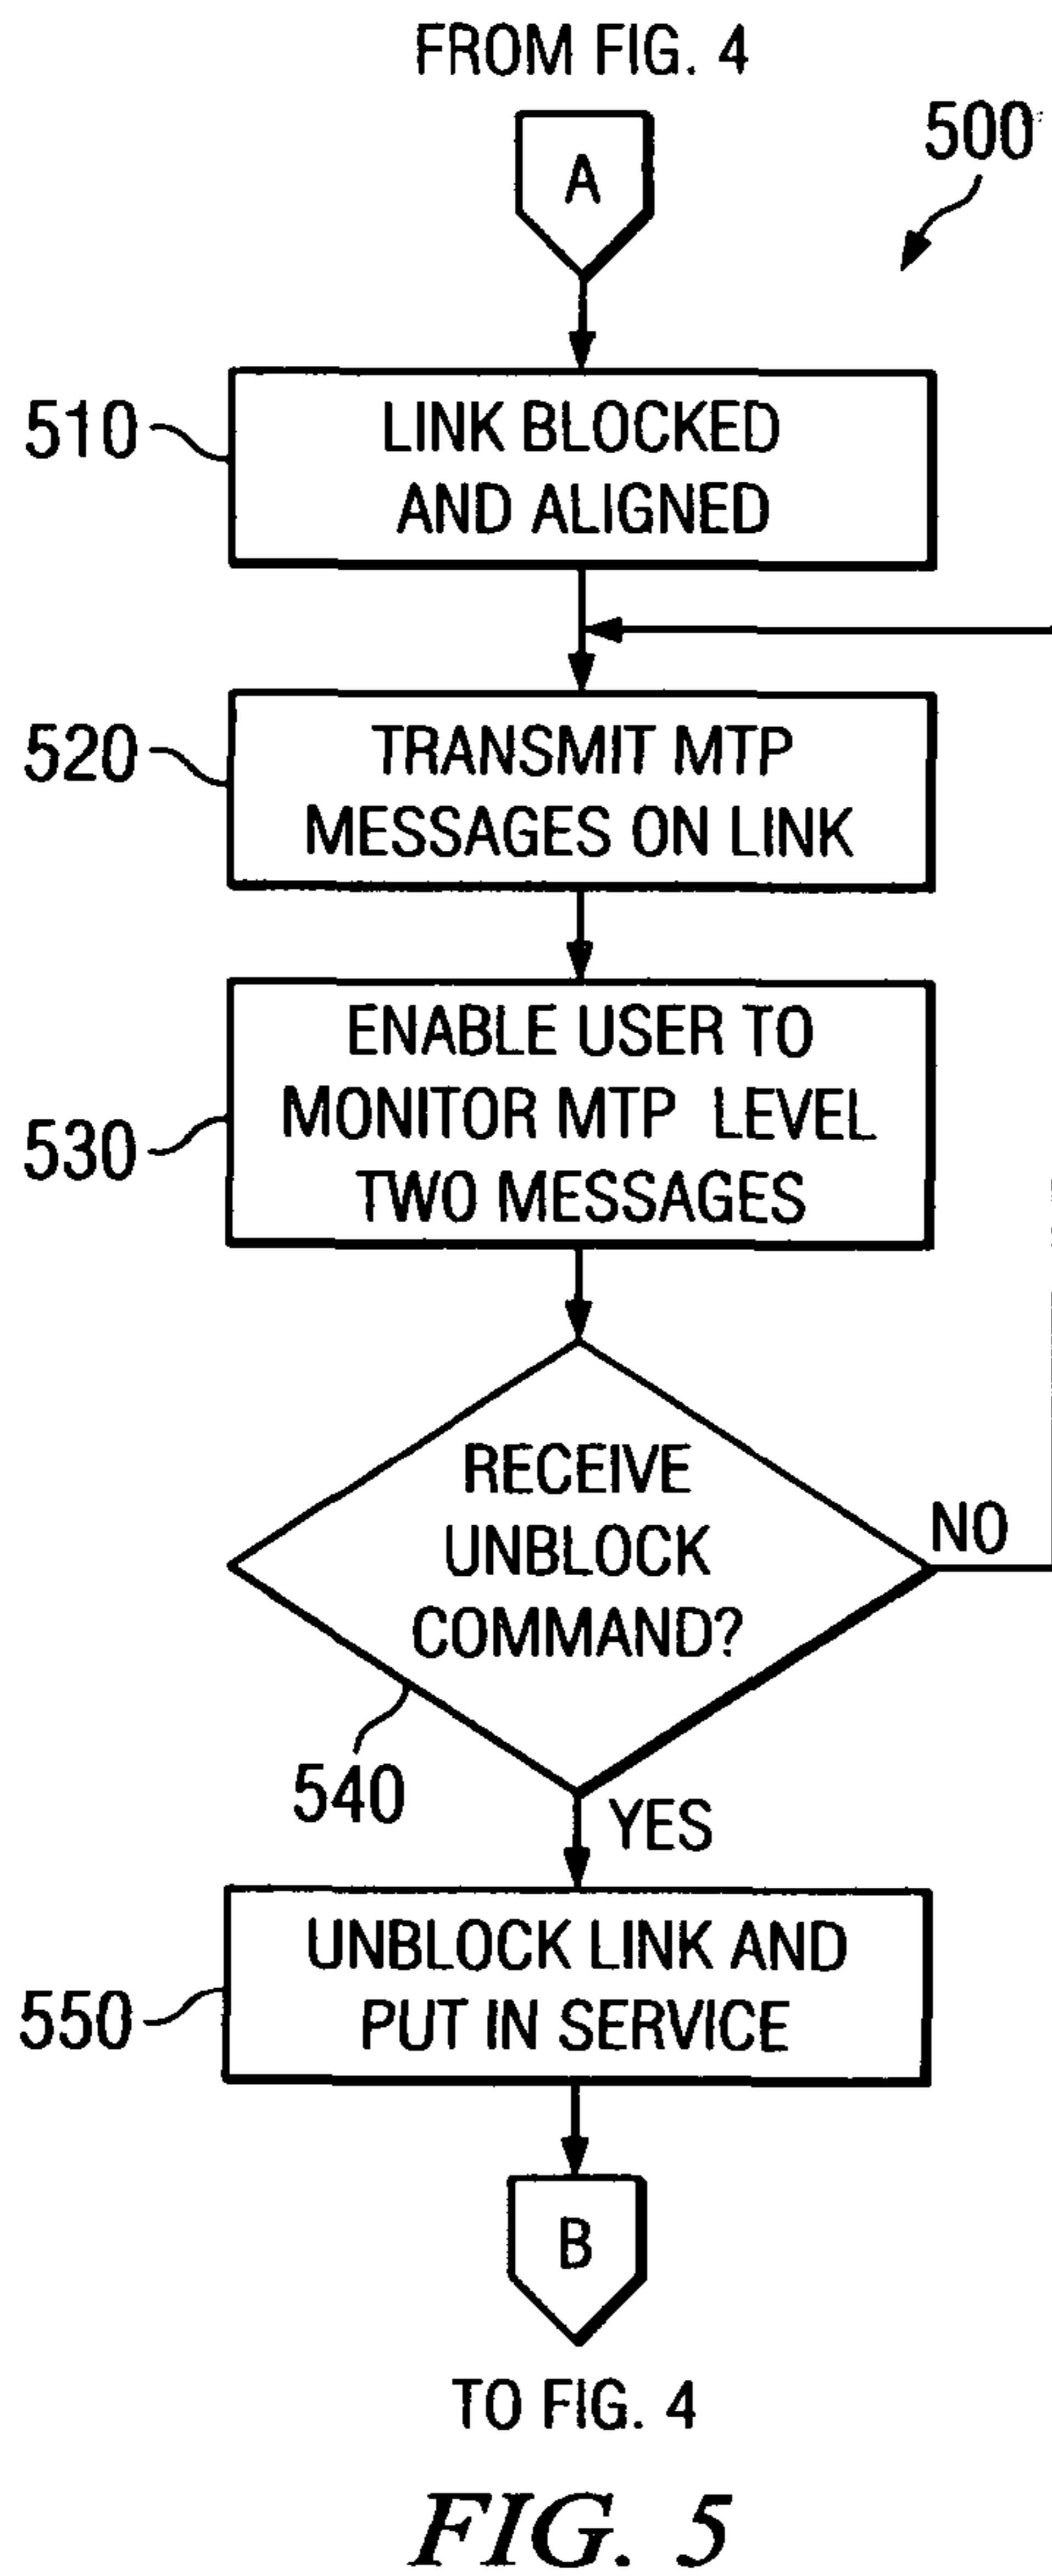 FROM FIG. 4
A
500
510
LINK BLOCKED
AND ALIGNED
520
TRANSMIT MTP
MESSAGES ON LINK
530
ENABLE USER TO
MONITOR MTP LEVEL
TWO MESSAGES
RECEIVE
UNBLOCK
COMMAND?
NO
540
YES
550
UNBLOCK LINK AND
PUT IN SERVICE
B
TO FIG. 4
FIG. 5